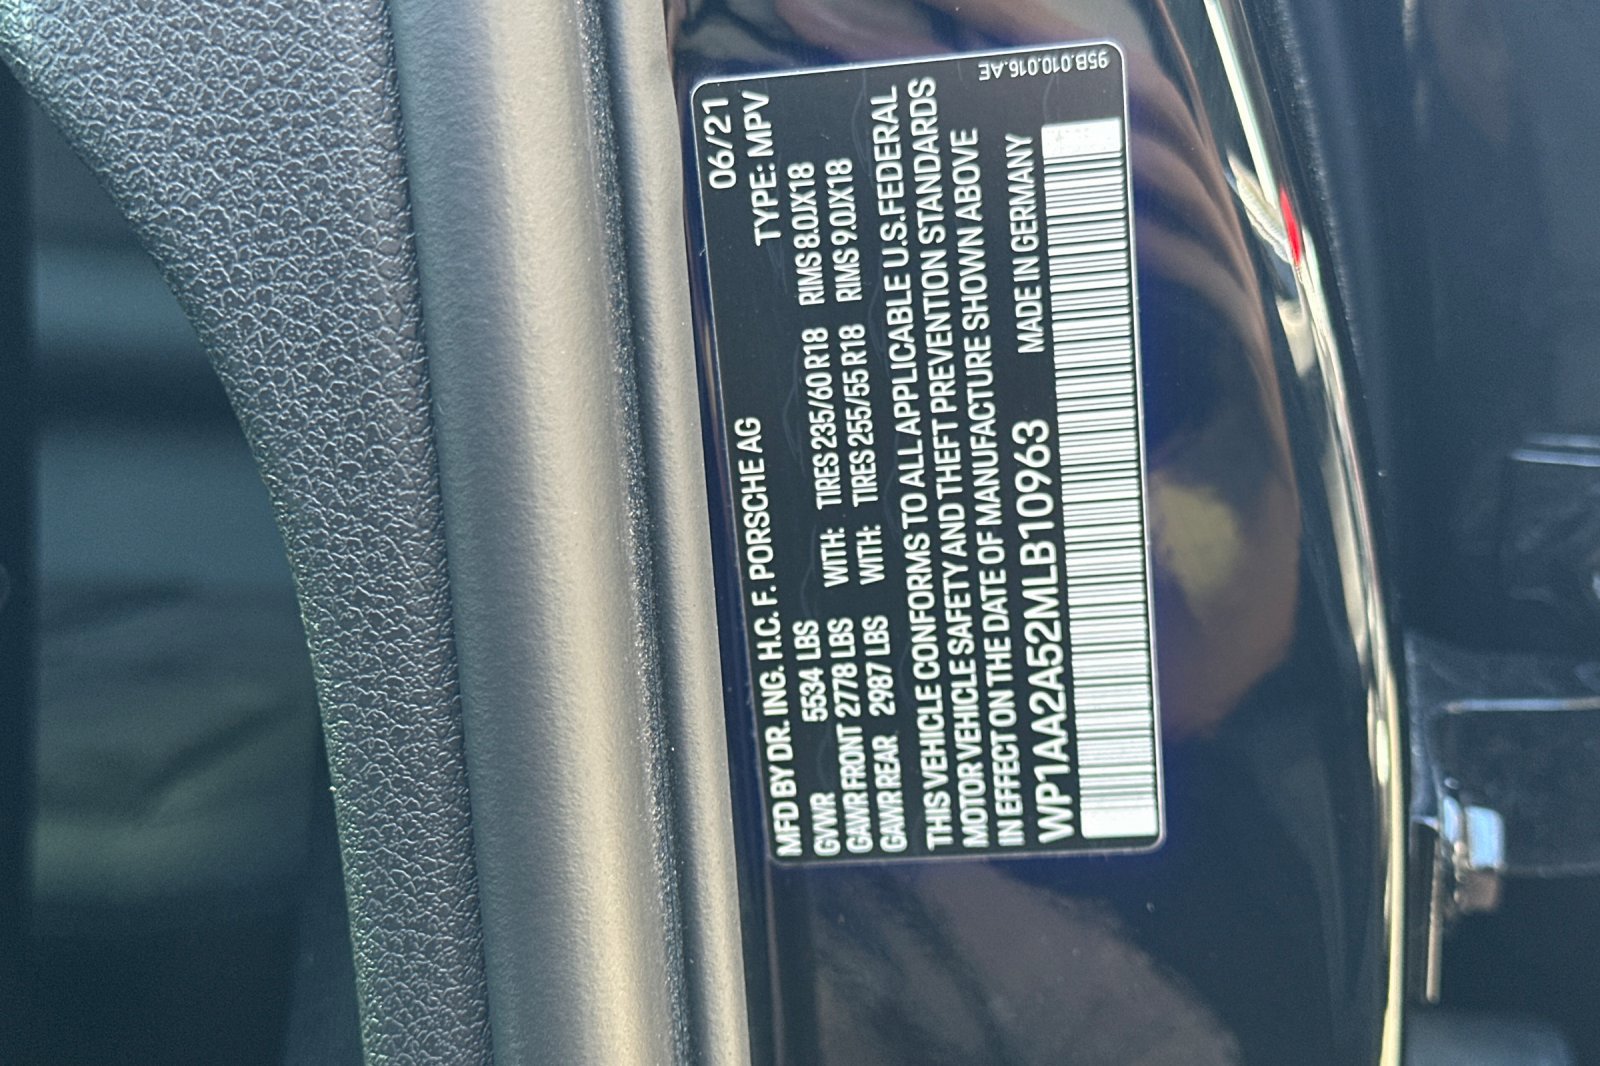 06/21
MFD BY DR. ING. H.C. F. PORSCHE AG TYPE: MPV
GVWR 5534 LBS WITH: TIRES 235/60 R18 RIMS 8.0JX18
GAWR FRONT 2778 LBS WITH: TIRES 255/55 R18 RIMS 9.0JX18
GAWR REAR 2987 LBS
THIS VEHICLE CONFORMS TO ALL APPLICABLE U.S. FEDERAL
MOTOR VEHICLE SAFETY AND THEFT PREVENTION STANDARDS
IN EFFECT ON THE DATE OF MANUFACTURE SHOWN ABOVE
WP1AA2A52MLB10963 MADE IN GERMANY
95B.010.016.AE